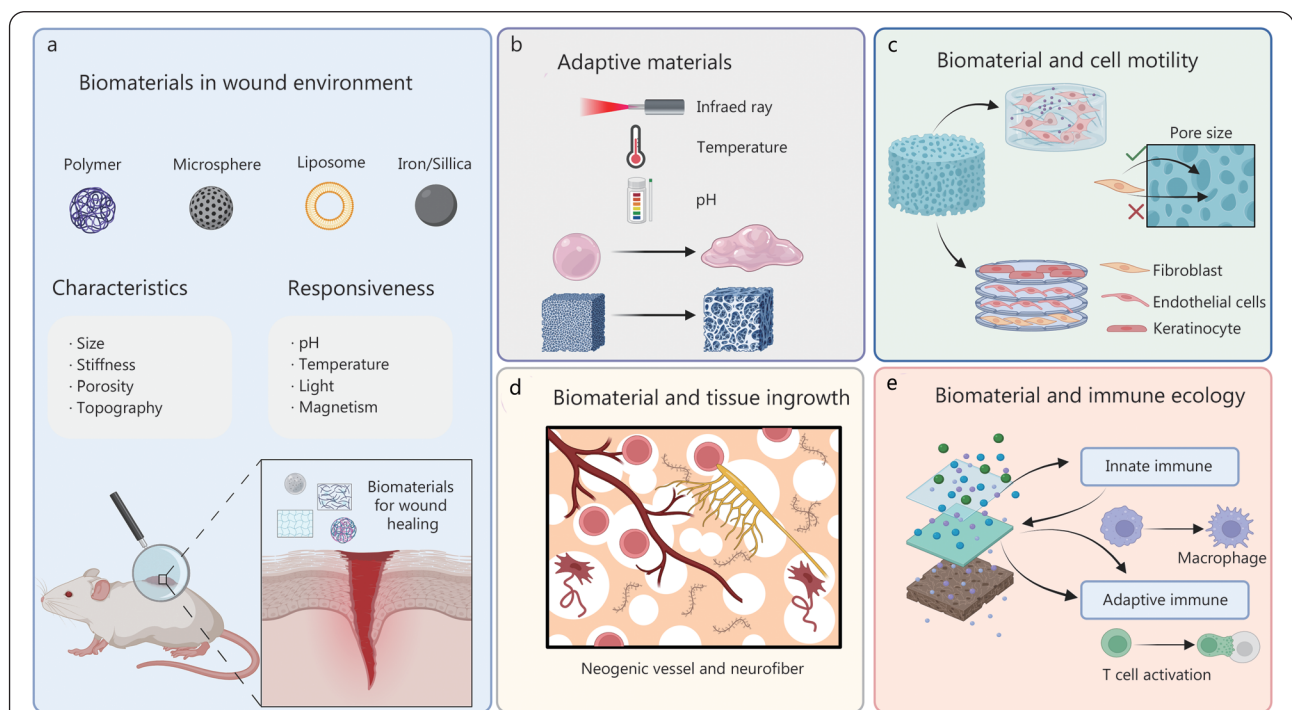 a
Biomaterials in wound environment
Polymer
Microsphere
Liposome
Iron/Sillica
Characteristics
· Size
· Stiffness
· Porosity
· Topography
Responsiveness
· pH
· Temperature
· Light
· Magnetism
Biomaterials
for wound
healing
b
Adaptive materials
Infraed ray
Temperature
pH
c
Biomaterial and cell motility
Pore size
Fibroblast
Endothelial cells
Keratinocyte
d
Biomaterial and tissue ingrowth
Neogenic vessel and neurofiber
e
Biomaterial and immune ecology
Innate immune
Macrophage
Adaptive immune
T cell activation